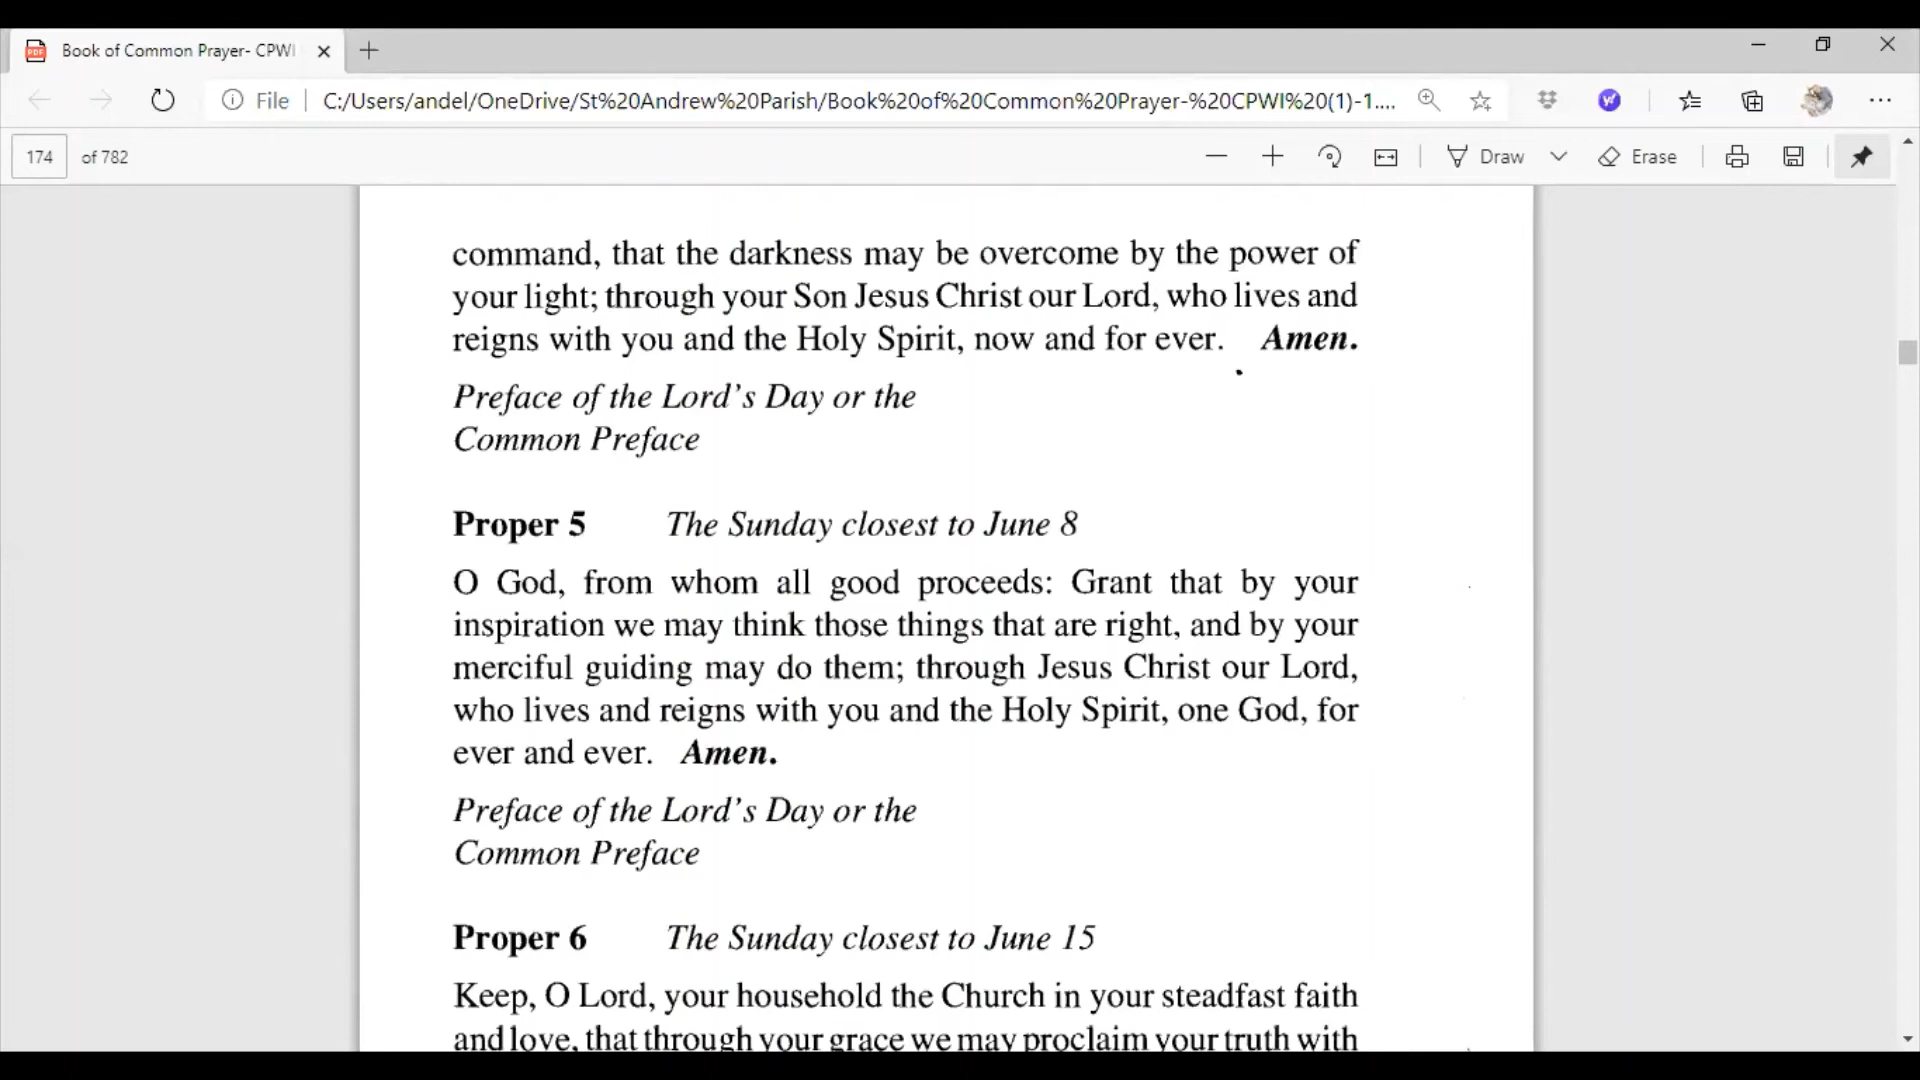 Book of Common Prayer- CPWI
File
C:/Users/andel/OneDrive/St%20Andrew%20Parish/Book%20of%20Common%20Prayer-%20CPWI%20(1)-1....
174 of 782
Draw
Erase
command, that the darkness may be overcome by the power of
your light; through your Son Jesus Christ our Lord, who lives and
reigns with you and the Holy Spirit, now and for ever. Amen.
Preface of the Lord's Day or the
Common Preface
Proper 5 The Sunday closest to June 8
O God, from whom all good proceeds: Grant that by your
inspiration we may think those things that are right, and by your
merciful guiding may do them; through Jesus Christ our Lord,
who lives and reigns with you and the Holy Spirit, one God, for
ever and ever. Amen.
Preface of the Lord's Day or the
Common Preface
Proper 6 The Sunday closest to June 15
Keep, O Lord, your household the Church in your steadfast faith
and love, that through your grace we may proclaim your truth with